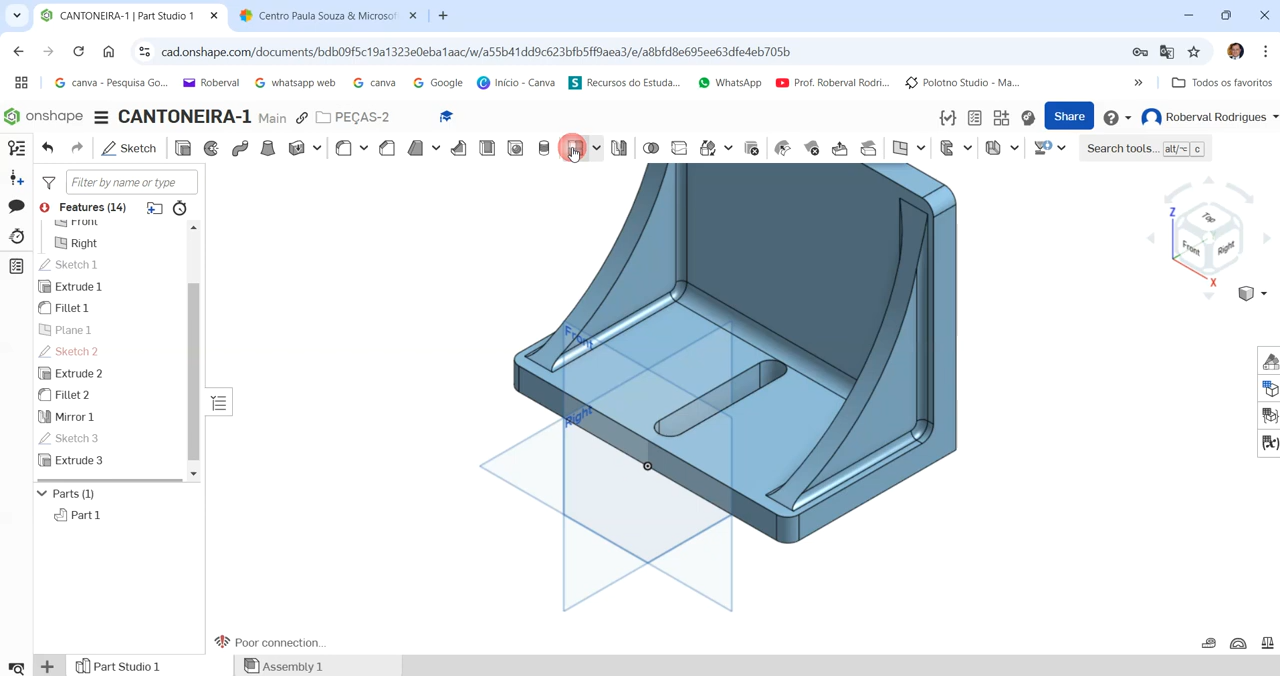 CANTONEIRA-1 | Part Studio 1
Centro Paula Souza & Microsof
cad.onshape.com/documents/bdb09f5c19a1323e0eba1aac/w/a55b41dd9c623bfb5ff9aea3/e/a8bfd8e695ee63dfe4eb705b
canva - Pesquisa Go...
Roberval
whatsapp web
canva
Google
Início - Canva
Recursos do Estuda...
WhatsApp
Prof. Roberval Rodri...
Polotno Studio - Ma...
Todos os favoritos
onshape
CANTONEIRA-1
Main
PEÇAS-2
Share
Roberval Rodrigues
Sketch
Search tools... alt/⌥ c
Filter by name or type
Features (14)
Front
Right
Sketch 1
Extrude 1
Fillet 1
Plane 1
Sketch 2
Extrude 2
Fillet 2
Mirror 1
Sketch 3
Extrude 3
Parts (1)
Part 1
Front
Right
Z
Top
Front
Right
X
Poor connection...
Part Studio 1
Assembly 1